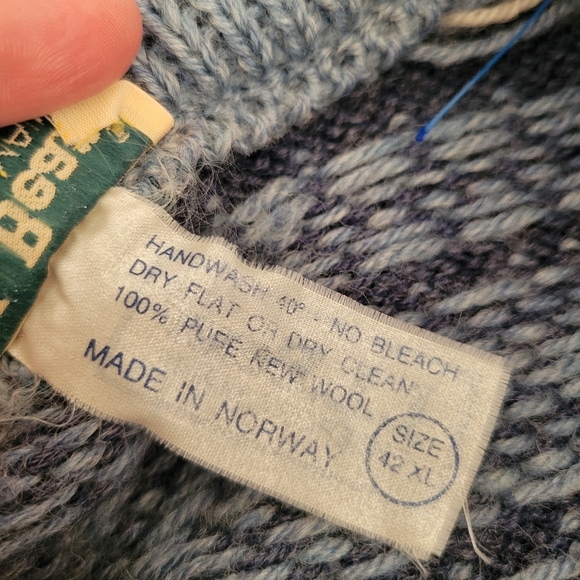 HANDWASH 40° - NO BLEACH
DRY FLAT OR DRY CLEAN
100% PURE NEW WOOL
MADE IN NORWAY
SIZE
42 XL